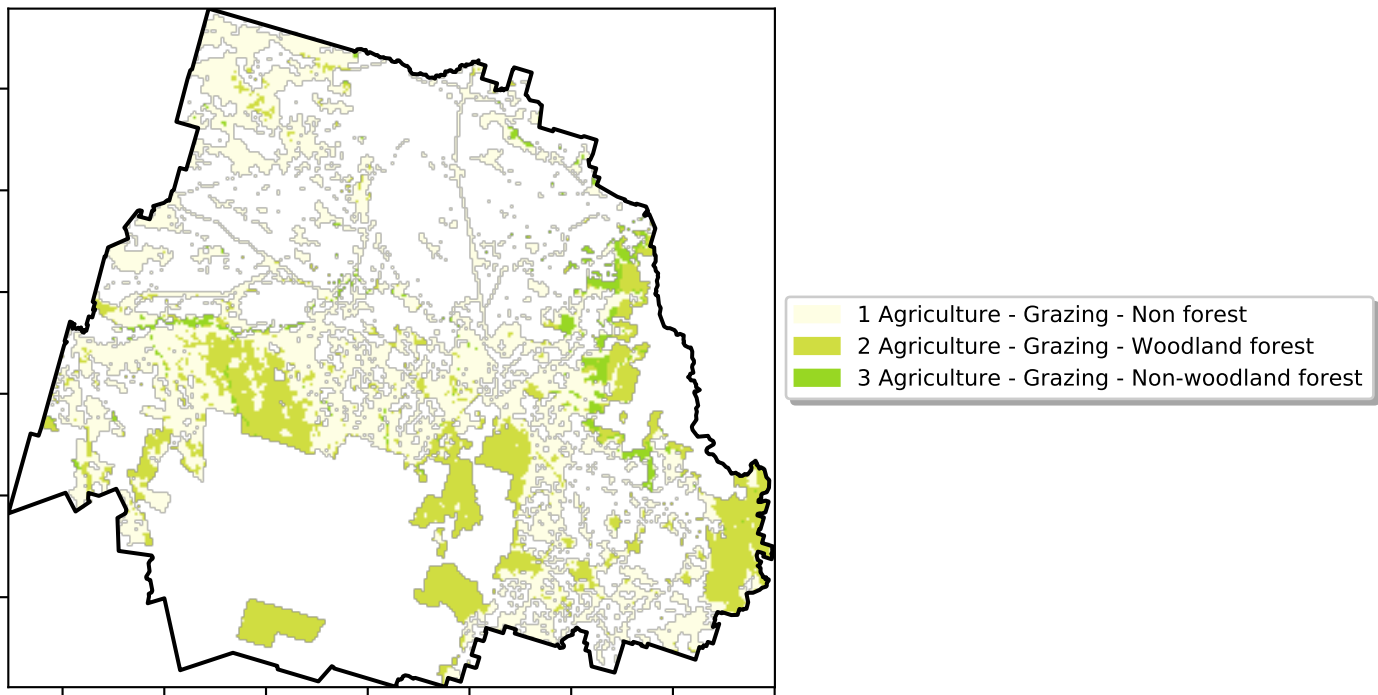 1 Agriculture - Grazing - Non forest
2 Agriculture - Grazing - Woodland forest
3 Agriculture - Grazing - Non-woodland forest